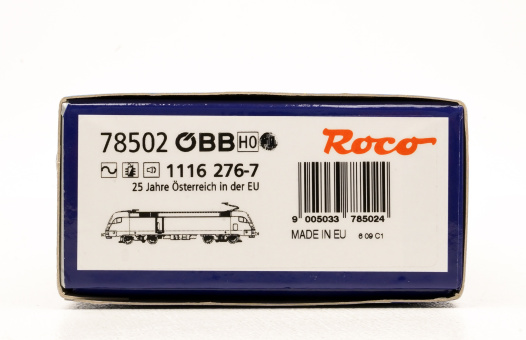 78502 ÖBB H0
Roco
1116 276-7
25 Jahre Österreich in der EU
9 005033 785024
MADE IN EU 6 09 C1